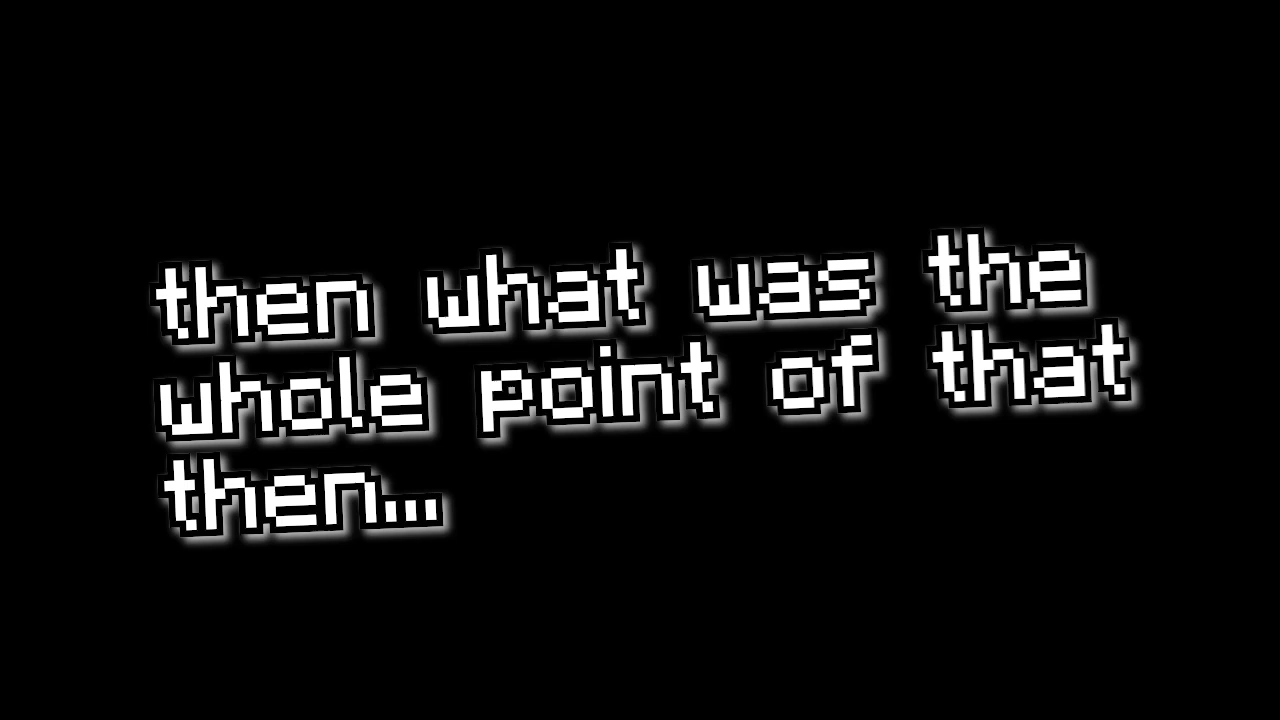 then what was the
whole point of that
then...